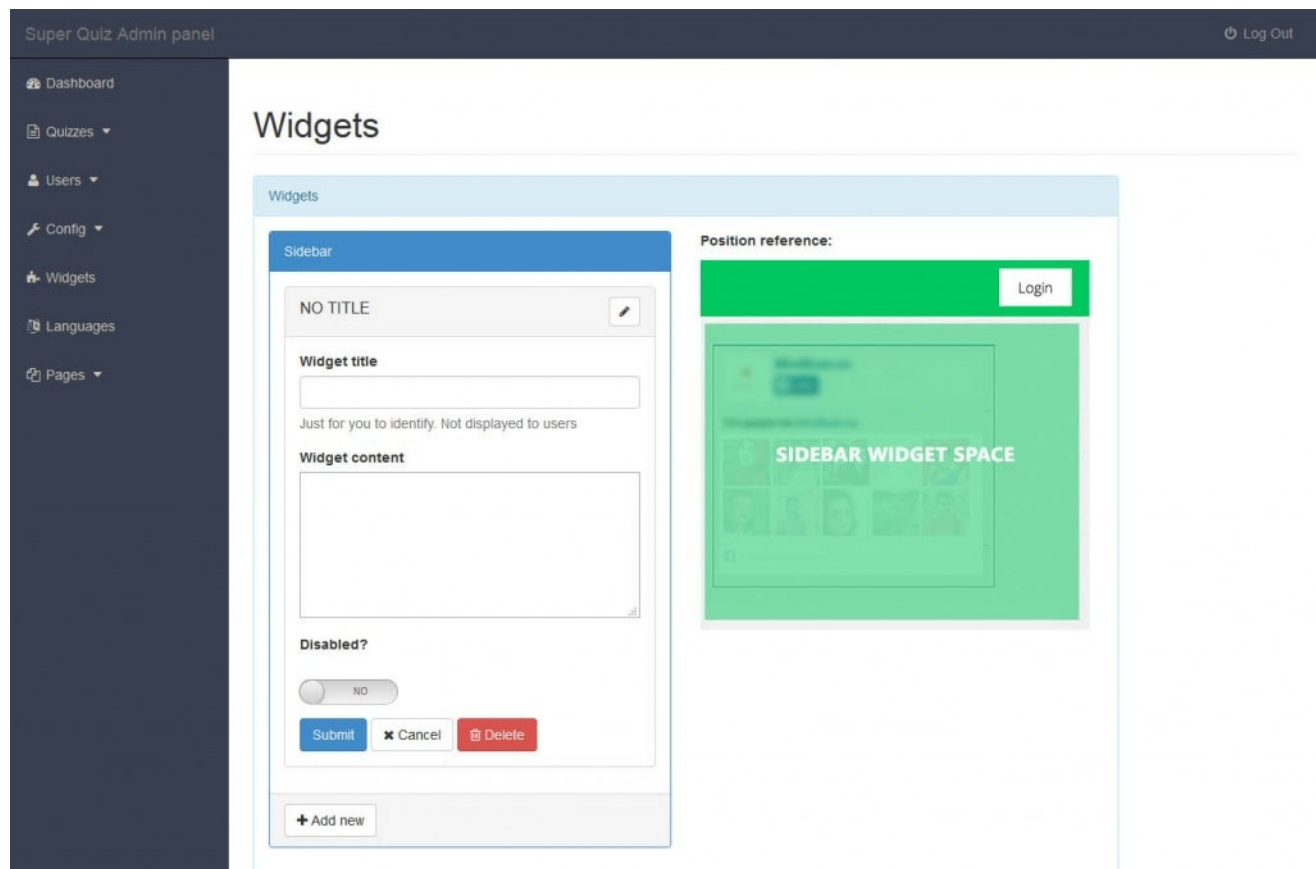 Super Quiz Admin panel
Log Out
Dashboard
Quizzes
Users
Config
Widgets
Languages
Pages
Widgets
Widgets
Sidebar
NO TITLE
Widget title
Just for you to identify. Not displayed to users
Widget content
Disabled?
NO
Submit
Cancel
Delete
Add new
Position reference:
Login
SIDEBAR WIDGET SPACE